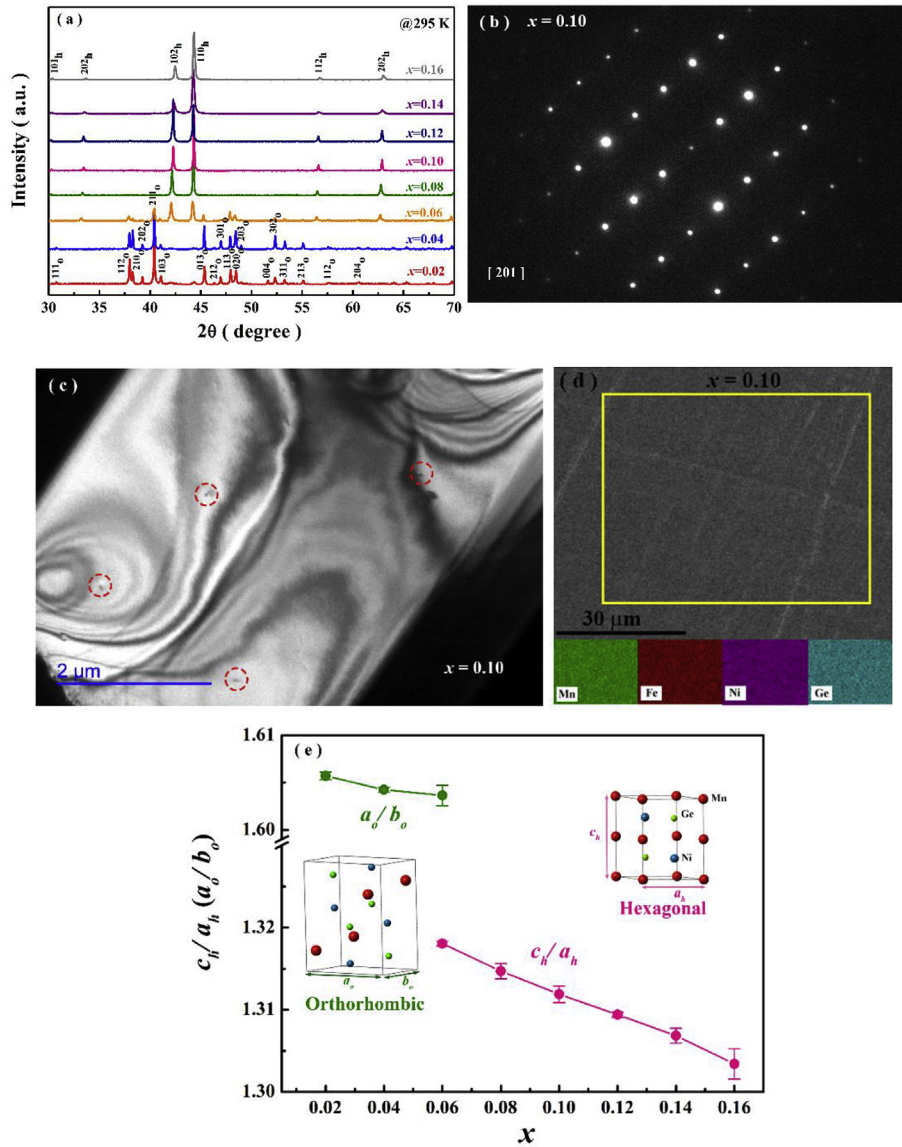 ( a )
@295 K
Intensity ( a.u. )
101h
202h
102h
110h
112h
202h
x=0.16
x=0.14
x=0.12
x=0.10
x=0.08
x=0.06
x=0.04
x=0.02
211o
202o
301o
203o
302o
111o
112o
210o
103o
013o
212o
113o
020o
004o
311o
213o
112o
204o
30 35 40 45 50 55 60 65 70
2θ ( degree )
( b ) x = 0.10
[ 201 ]
( c )
2 μm
x = 0.10
( d ) x = 0.10
30 μm
Mn Fe Ni Ge
( e )
ch/ ah (ao/ bo)
1.61
1.60
1.32
1.31
1.30
ao/ bo
ch/ ah
ch
ah
Mn
Ge
Ni
Hexagonal
ao
bo
Orthorhombic
0.02 0.04 0.06 0.08 0.10 0.12 0.14 0.16
x